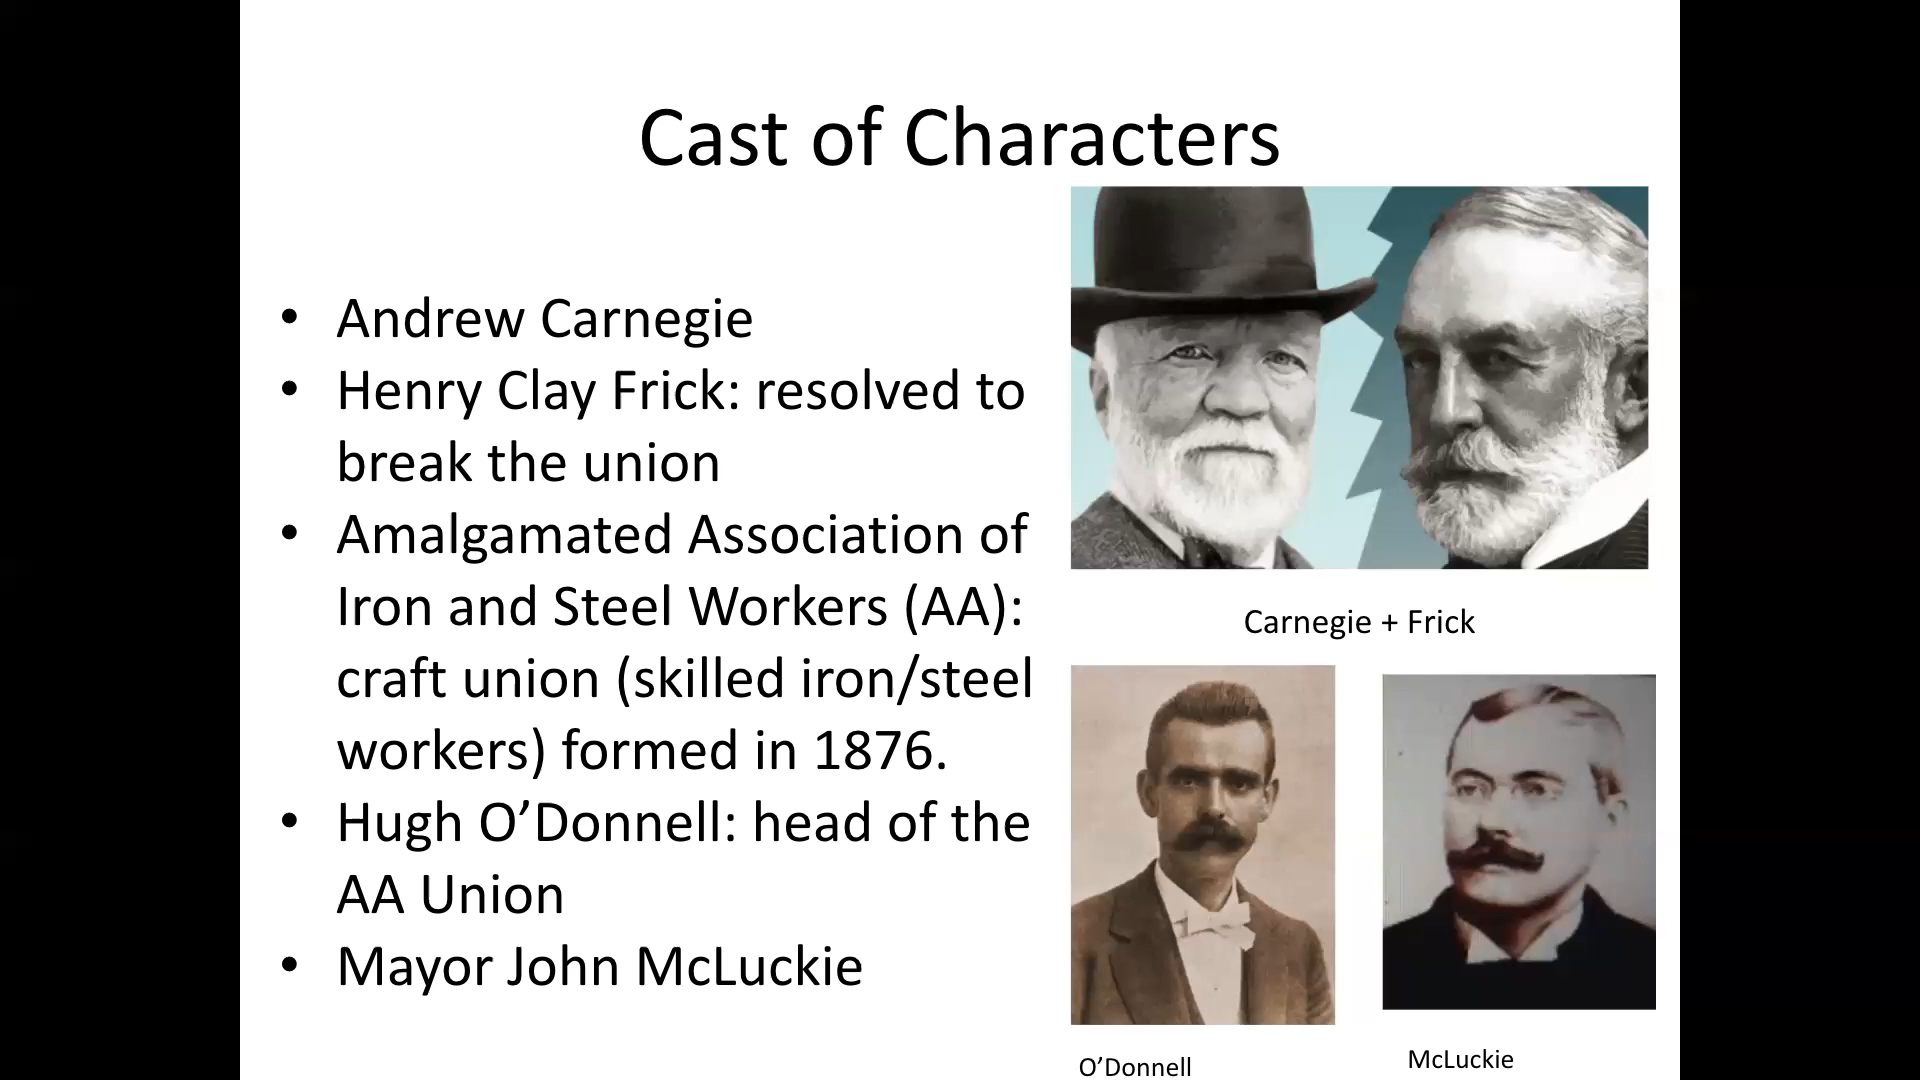 Cast of Characters
• Andrew Carnegie
• Henry Clay Frick: resolved to
break the union
• Amalgamated Association of
Iron and Steel Workers (AA):
craft union (skilled iron/steel
workers) formed in 1876.
• Hugh O’Donnell: head of the
AA Union
• Mayor John McLuckie
Carnegie + Frick
O’Donnell
McLuckie